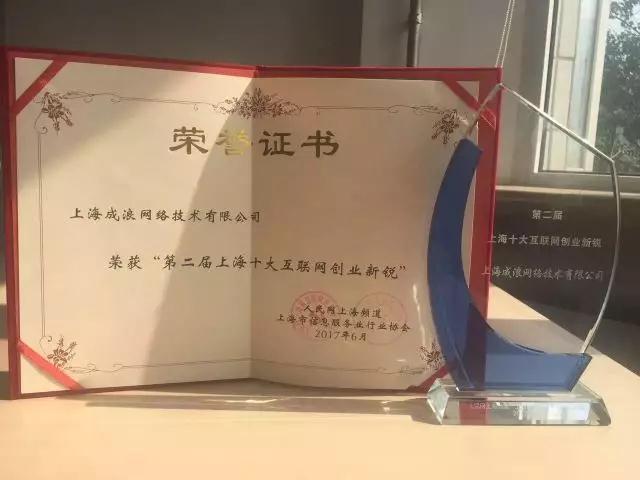 荣誉证书
上海成浪网络技术有限公司
荣获“第二届上海十大互联网创业新锐”
人民网上海频道
上海市信息服务业行业协会
2017年6月
第二届
上海十大互联网创业新锐
上海成浪网络技术有限公司